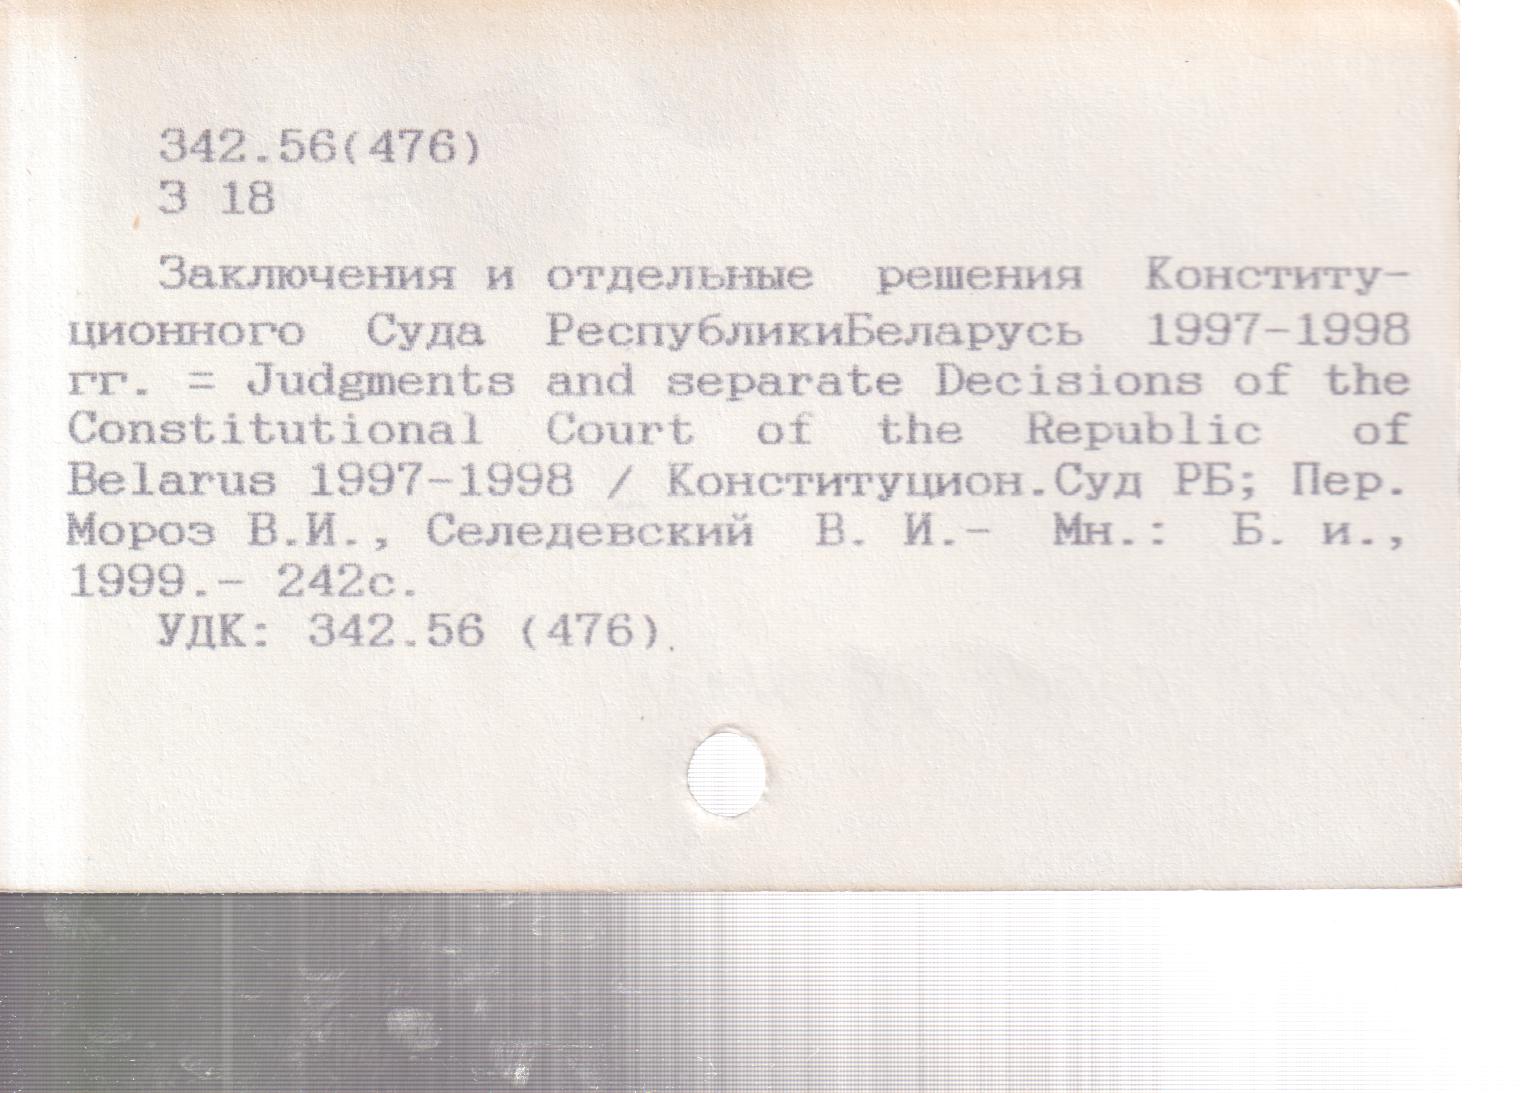 342.56(476)
З 18
Заключения и отдельные решения Конститу-
ционного Суда РеспубликиБеларусь 1997-1998
гг. = Judgments and separate Decisions of the
Constitutional Court of the Republic of
Belarus 1997-1998 / Конституцион.Суд РБ; Пер.
Мороз В.И., Селедевский В. И.- Мн.: Б. и.,
1999.- 242с.
УДК: 342.56 (476).